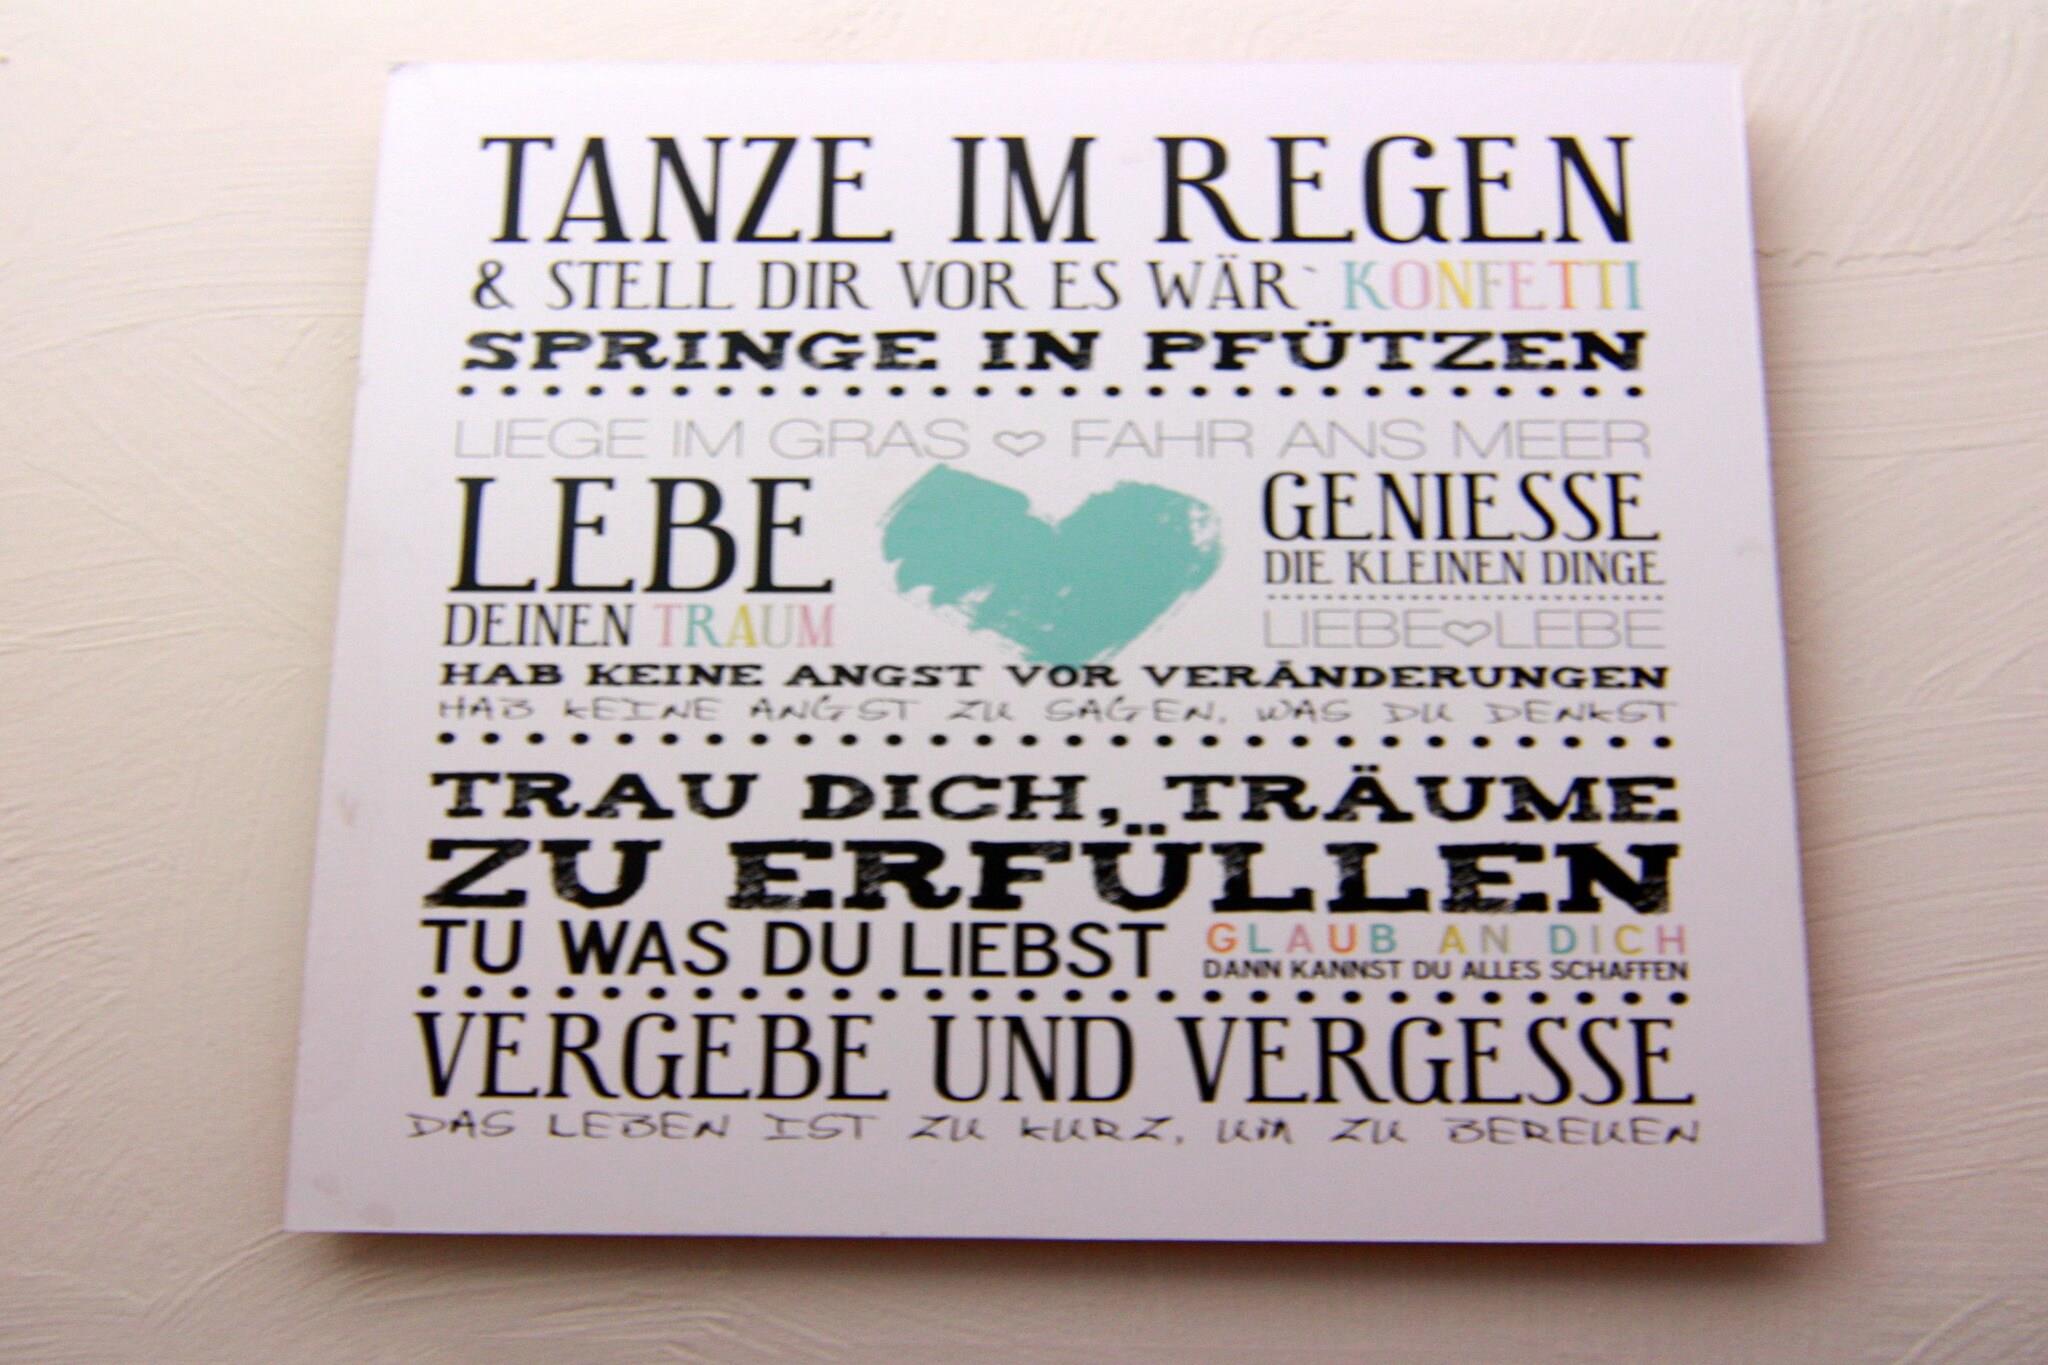 TANZE IM REGEN
& STELL DIR VOR ES WÄR` KONFETTI
SPRINGE IN PFÜTZEN
LIEGE IM GRAS ♡ FAHR ANS MEER
LEBE
DEINEN TRAUM
GENIESSE
DIE KLEINEN DINGE
LIEBE♡LEBE
HAB KEINE ANGST VOR VERÄNDERUNGEN
HAB KEINE ANGST ZU SAGEN, WAS DU DENKST
TRAU DICH, TRÄUME
ZU ERFÜLLEN
TU WAS DU LIEBST
GLAUB AN DICH
DANN KANNST DU ALLES SCHAFFEN
VERGEBE UND VERGESSE
DAS LEBEN IST ZU KURZ, UM ZU BEREUEN